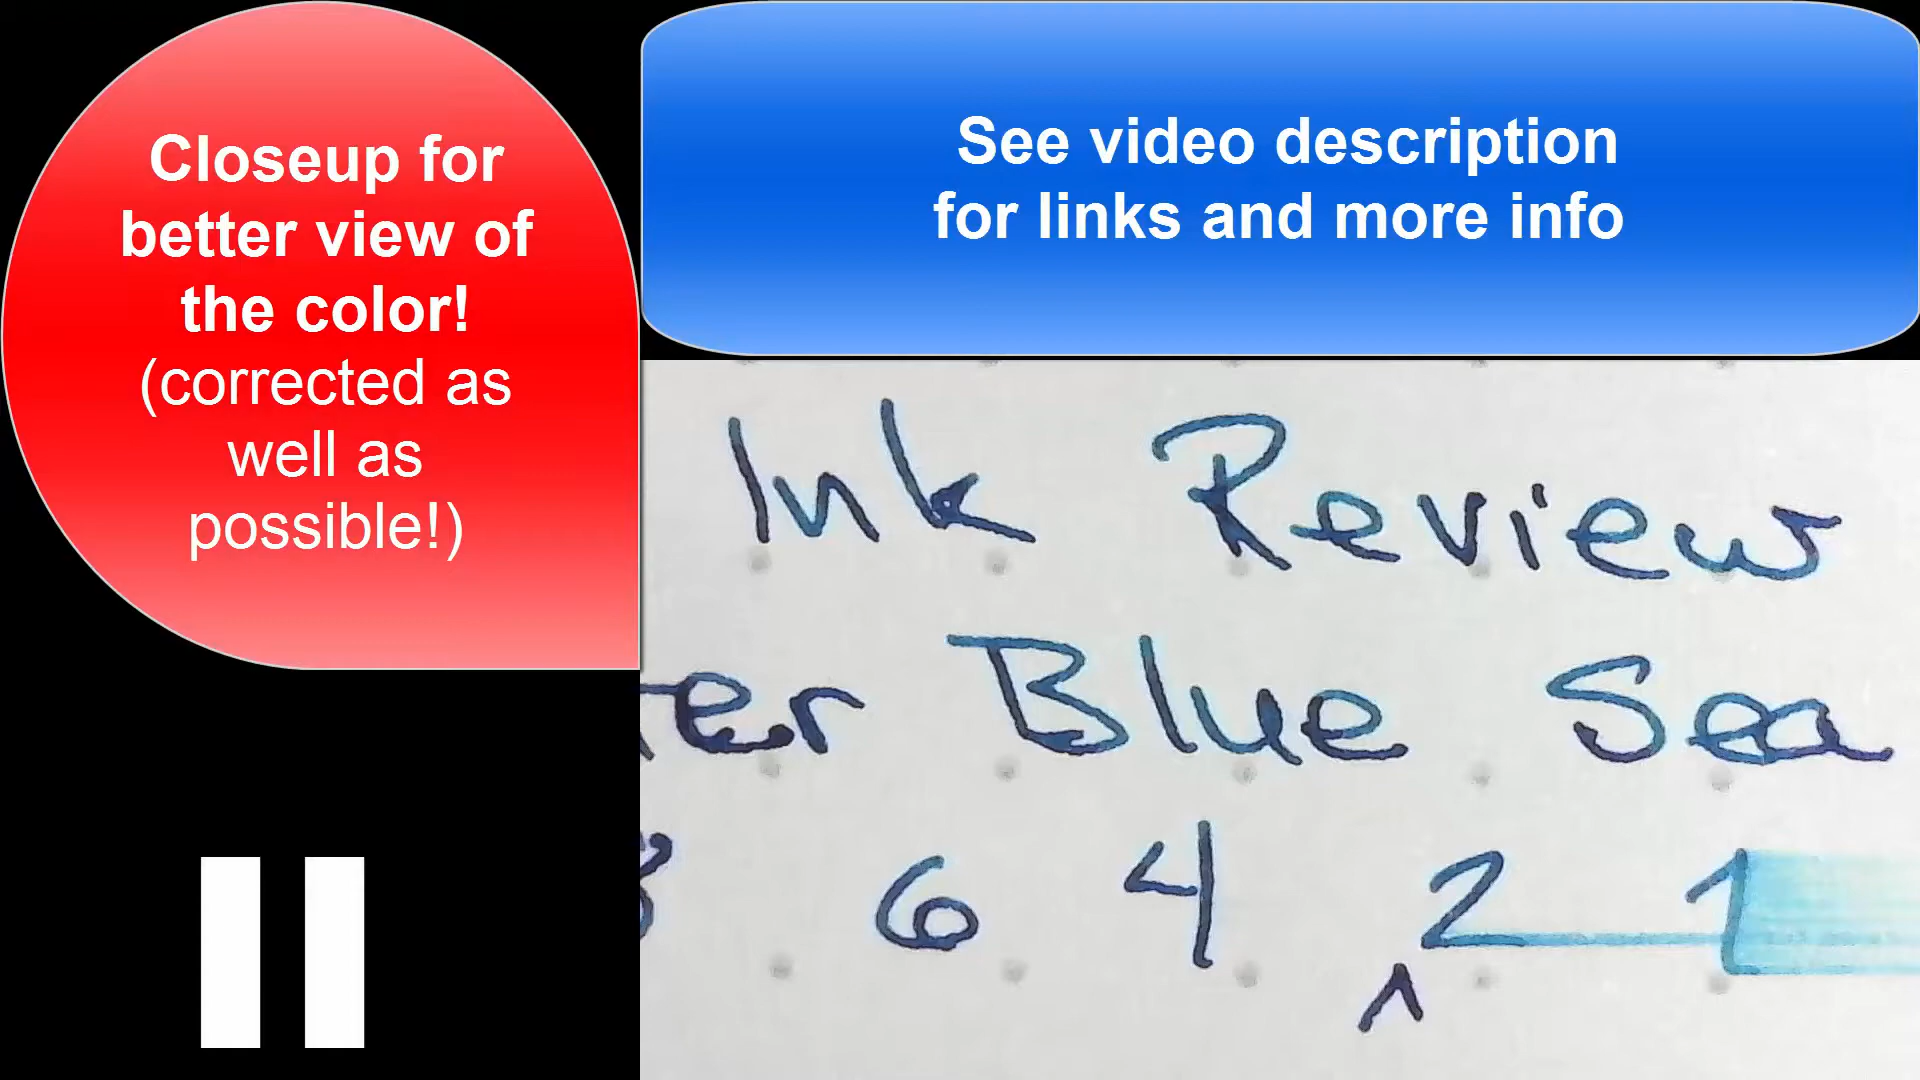 Closeup for
better view of
the color!
(corrected as
well as
possible!)
See video description
for links and more info
Ink Review
er Blue Sea
6 4 2 1
^